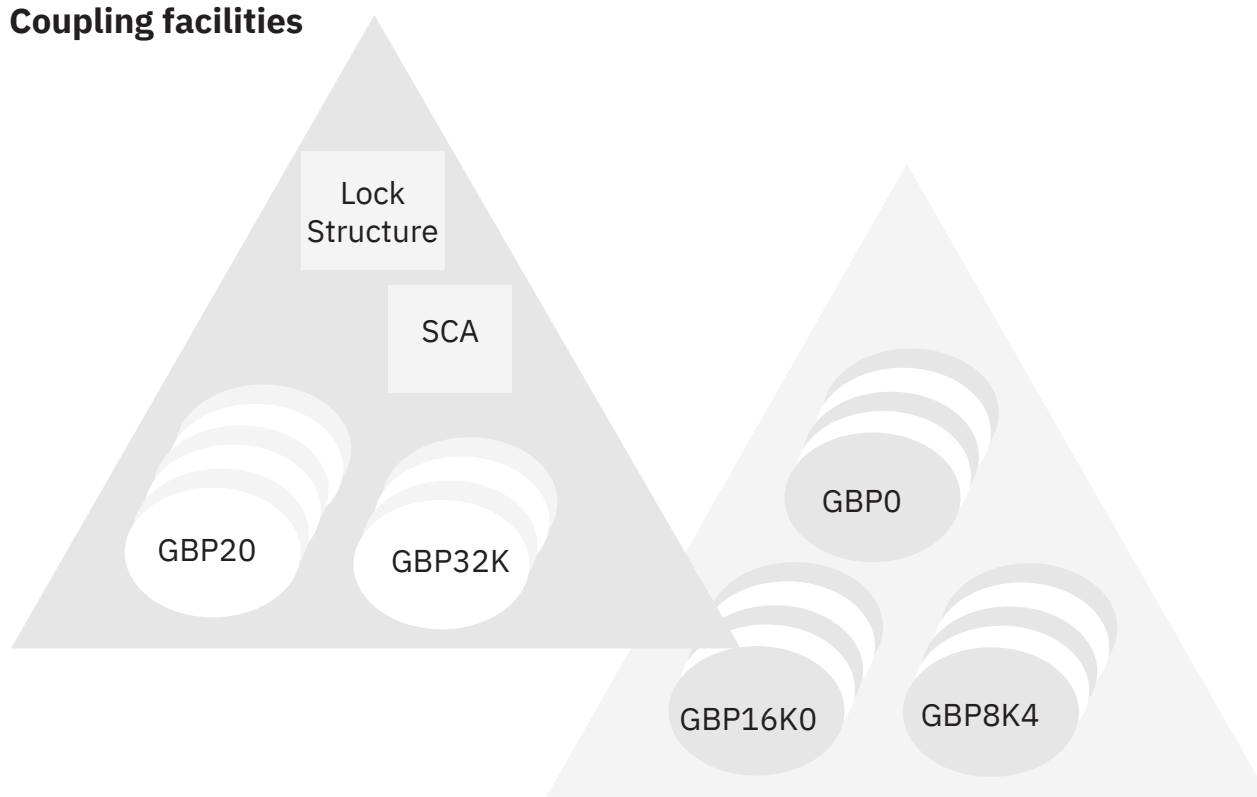 Coupling facilities
Lock
Structure
SCA
GBP20
GBP32K
GBP0
GBP16K0
GBP8K4